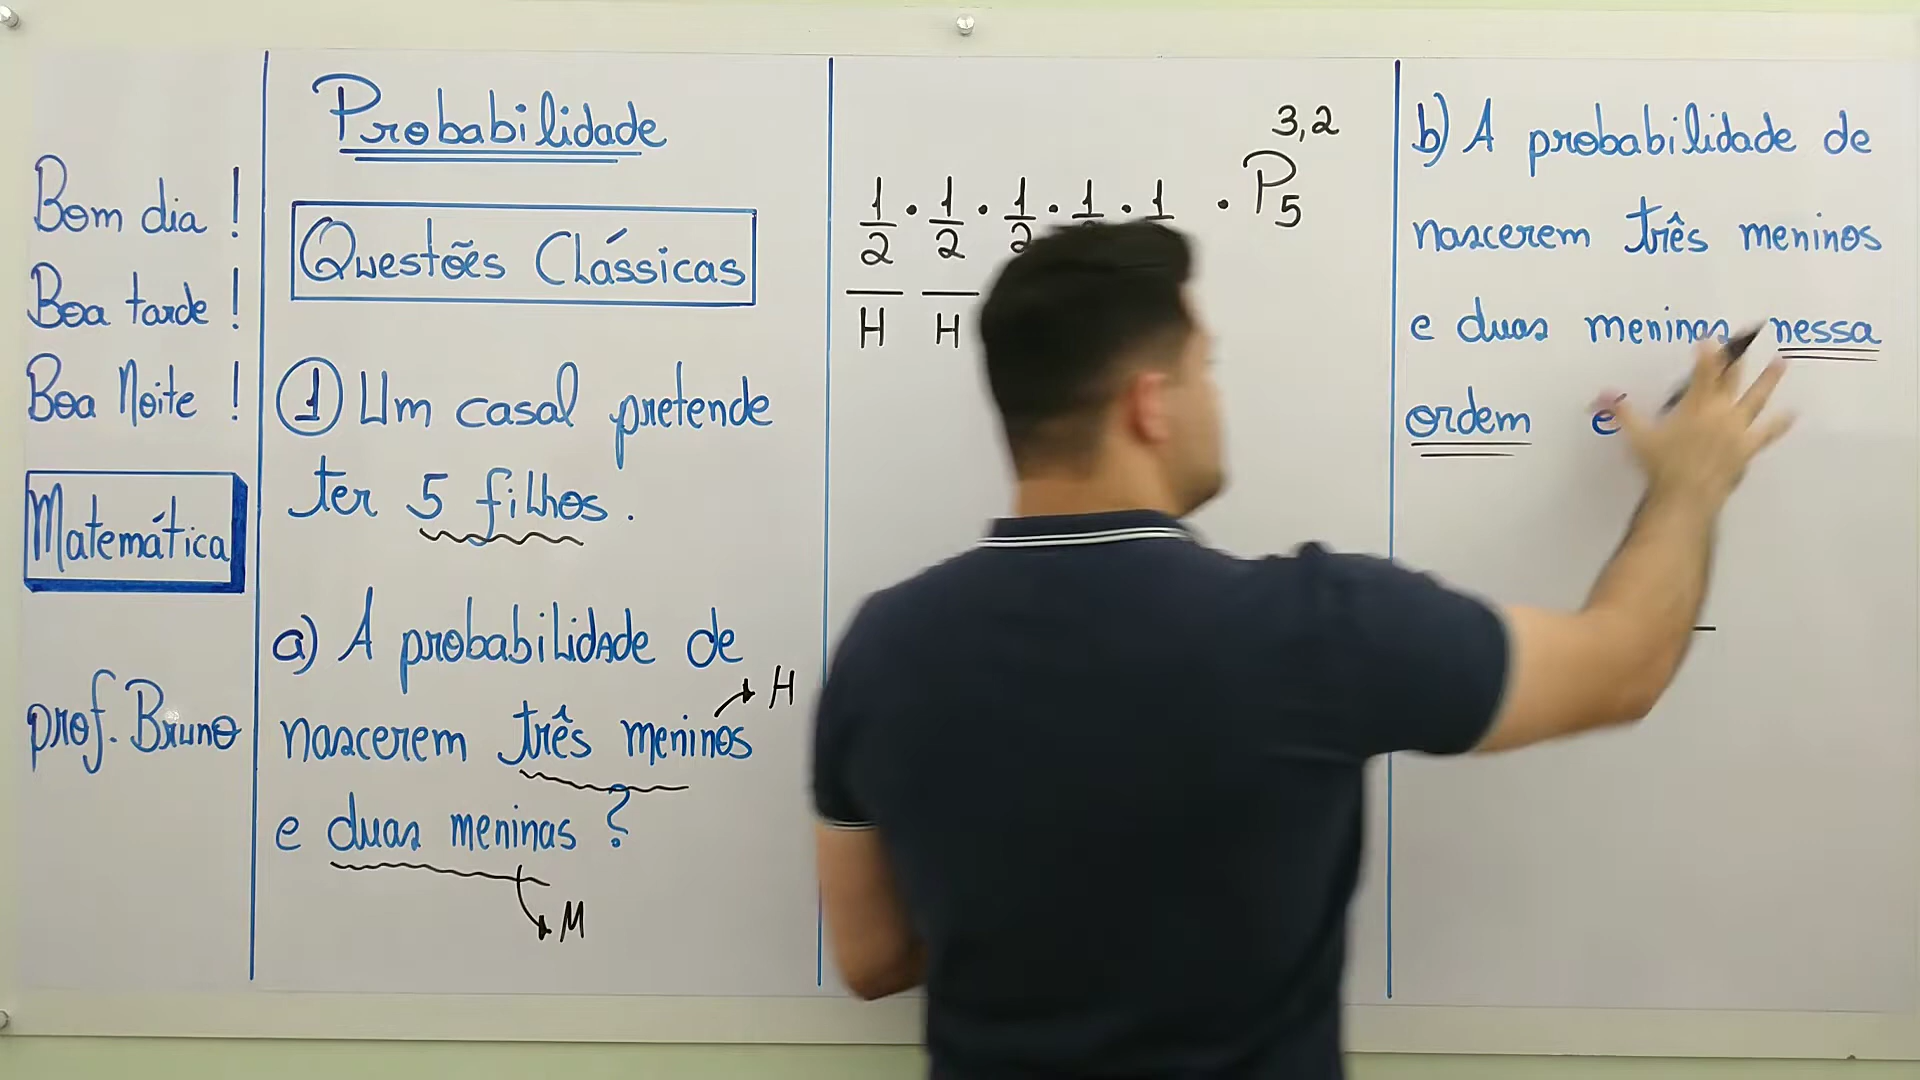 Bom dia !
Boa tarde !
Boa Noite !
Matemática
prof. Bruno
Probabilidade
Questões Clássicas
1 Um casal pretende
ter 5 filhos.
a) A probabilidade de
nascerem três meninos
H
e duas meninas ?
M
3,2
1/2 · 1/2 · 1/2 · 1/2 · 1 · P5
H H
b) A probabilidade de
nascerem três meninos
e duas meninas nessa
ordem é